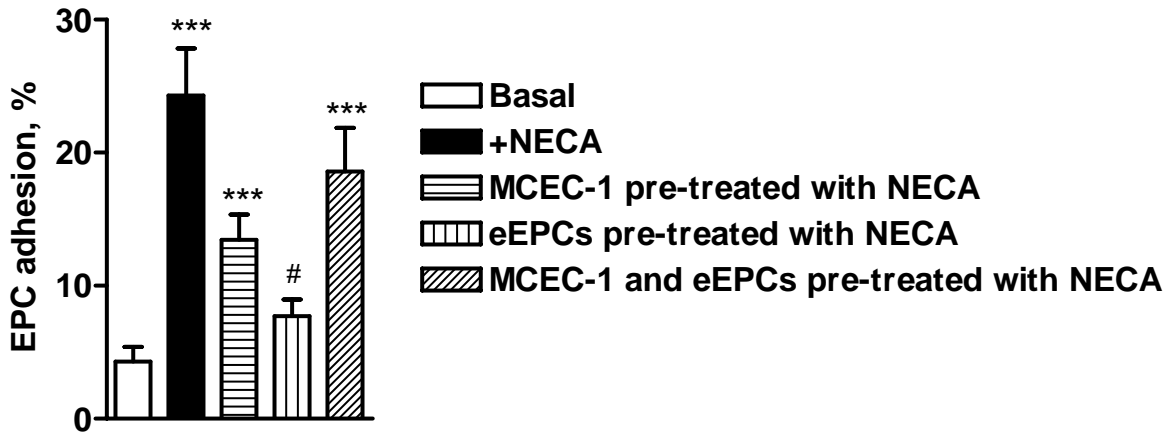 EPC adhesion, %
30
20
10
0
***
***
#
***
Basal
+NECA
MCEC-1 pre-treated with NECA
eEPCs pre-treated with NECA
MCEC-1 and eEPCs pre-treated with NECA